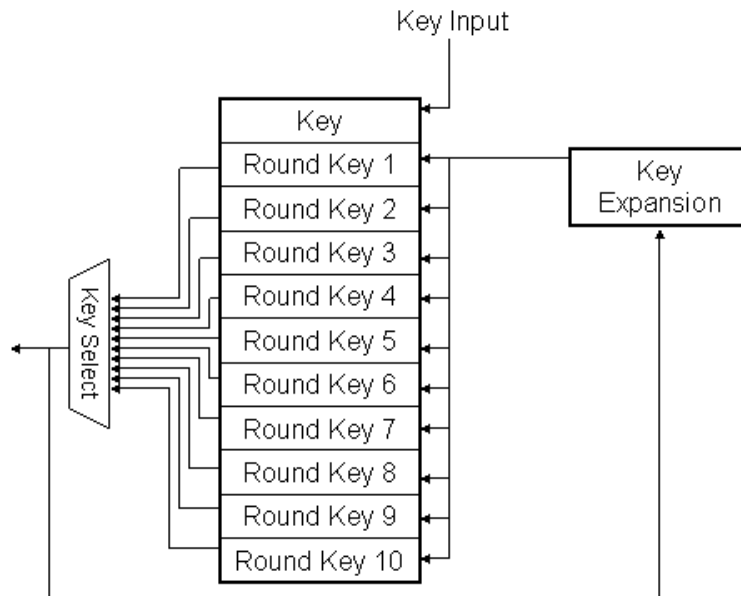 Key Input
Key
Round Key 1
Round Key 2
Round Key 3
Round Key 4
Round Key 5
Round Key 6
Round Key 7
Round Key 8
Round Key 9
Round Key 10
Key
Expansion
Key Select